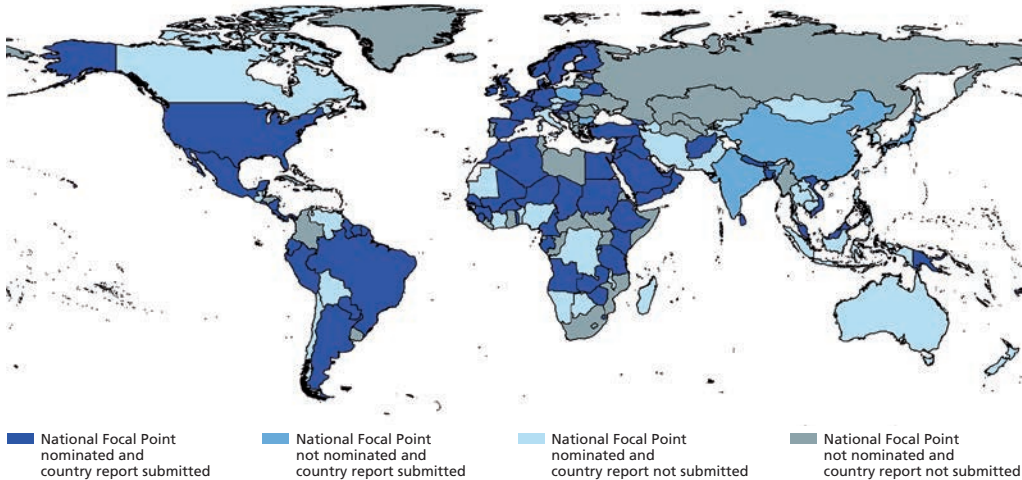 National Focal Point
nominated and
country report submitted
National Focal Point
not nominated and
country report submitted
National Focal Point
nominated and
country report not submitted
National Focal Point
not nominated and
country report not submitted